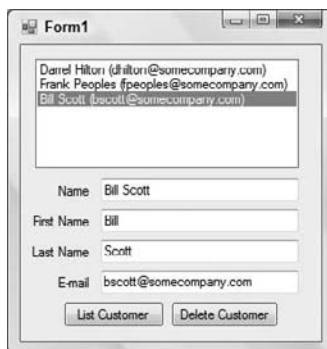 Form1
Darrel Hilton (dhilton@somecompany.com)
Frank Peoples (fpeoples@somecompany.com)
Bill Scott (bscott@somecompany.com)
Name Bill Scott
First Name Bill
Last Name Scott
E-mail bscott@somecompany.com
List Customer Delete Customer